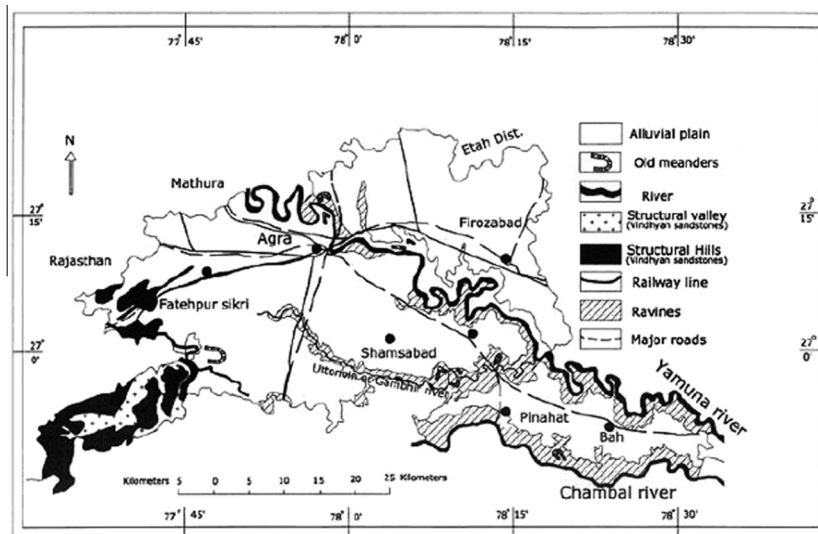 77° 45'
78° 0'
78° 15'
78° 30'
N
Etah Dist.
Mathura
Firozabad
Agra
Rajasthan
Fatehpur sikri
Shamsabad
Pinahat
Bah
Yamuna river
Chambal river
Alluvial plain
Old meanders
River
Structural valley
(Vindhyan sandstones)
Structural Hills
(Vindhyan sandstones)
Railway line
Ravines
Major roads
27° 15'
27° 0'
27° 15'
27° 0'
Kilometers 5 0 5 10 15 20 25 Kilometers
77° 45'
78° 0'
78° 15'
78° 30'